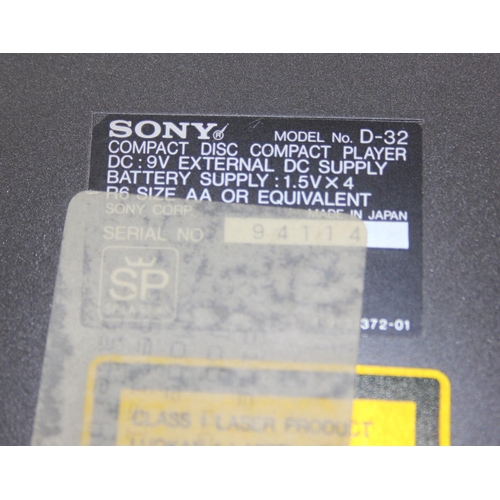 SONY® MODEL No. D-32
COMPACT DISC COMPACT PLAYER
DC : 9V EXTERNAL DC SUPPLY
BATTERY SUPPLY : 1.5V×4
R6 SIZE AA OR EQUIVALENT
SONY CORP. MADE IN JAPAN
SERIAL NO 94114
SP
372-01
CLASS 1 LASER PRODUCT